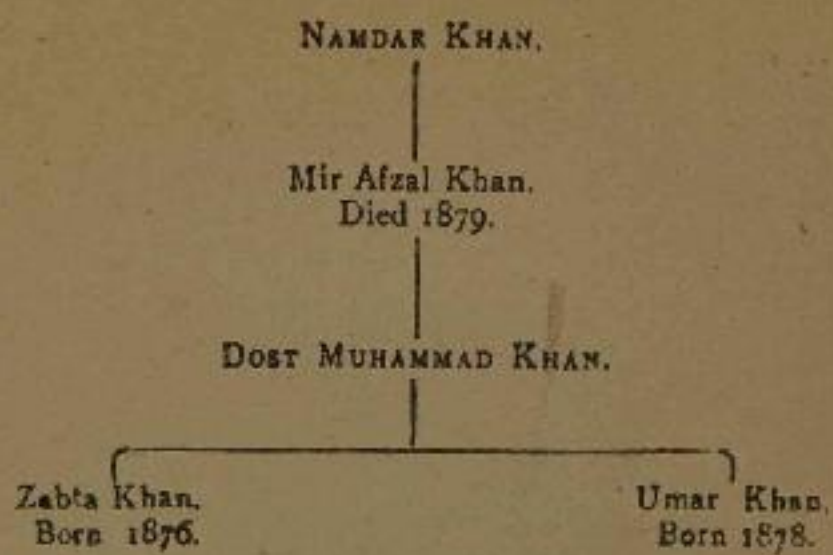 NAMDAR KHAN.
Mir Afzal Khan.
Died 1879.
DOST MUHAMMAD KHAN.
Zabta Khan.
Born 1876.
Umar Khan.
Born 1878.